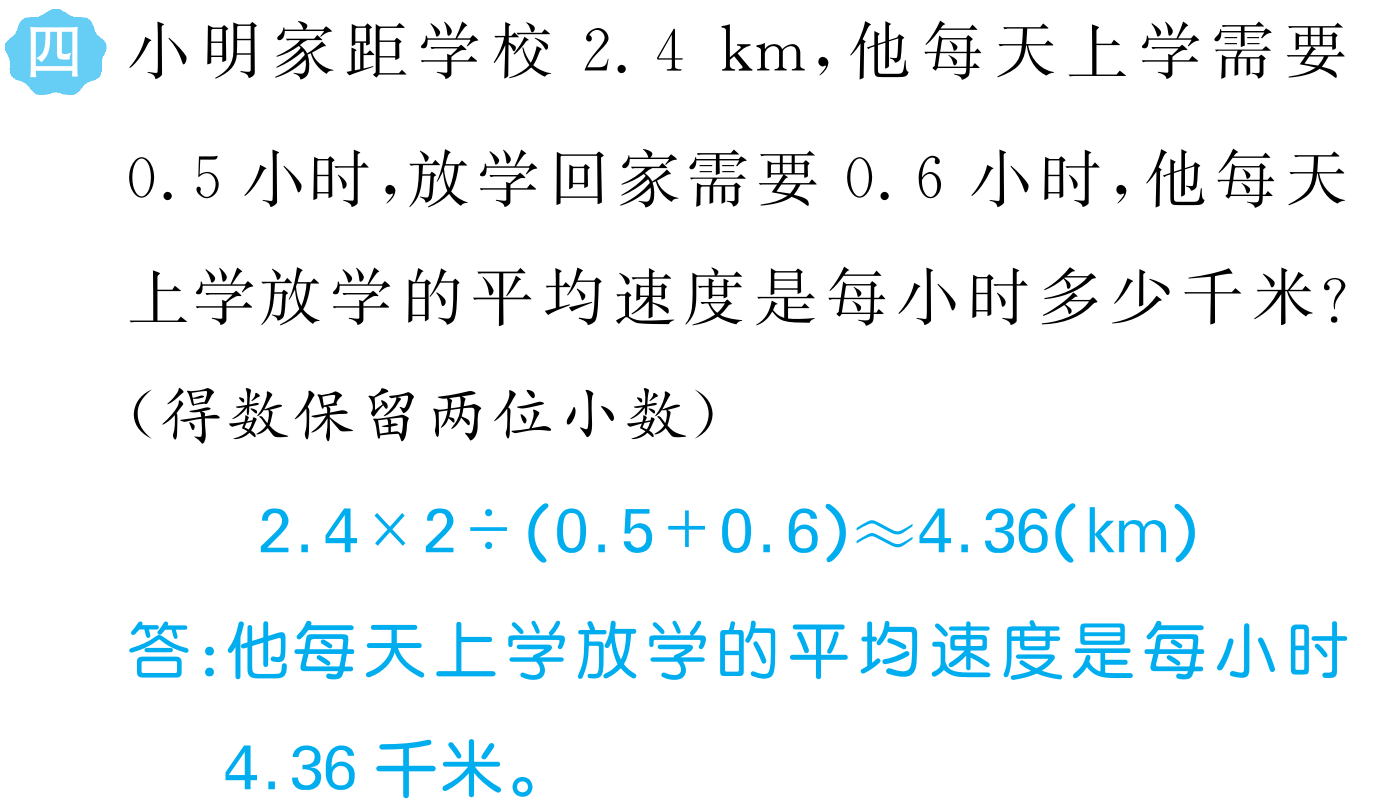 四 小明家距学校 2.4 km,他每天上学需要
0.5 小时,放学回家需要 0.6 小时,他每天
上学放学的平均速度是每小时多少千米?
(得数保留两位小数)
2.4×2÷(0.5+0.6)≈4.36(km)
答:他每天上学放学的平均速度是每小时
4.36 千米。